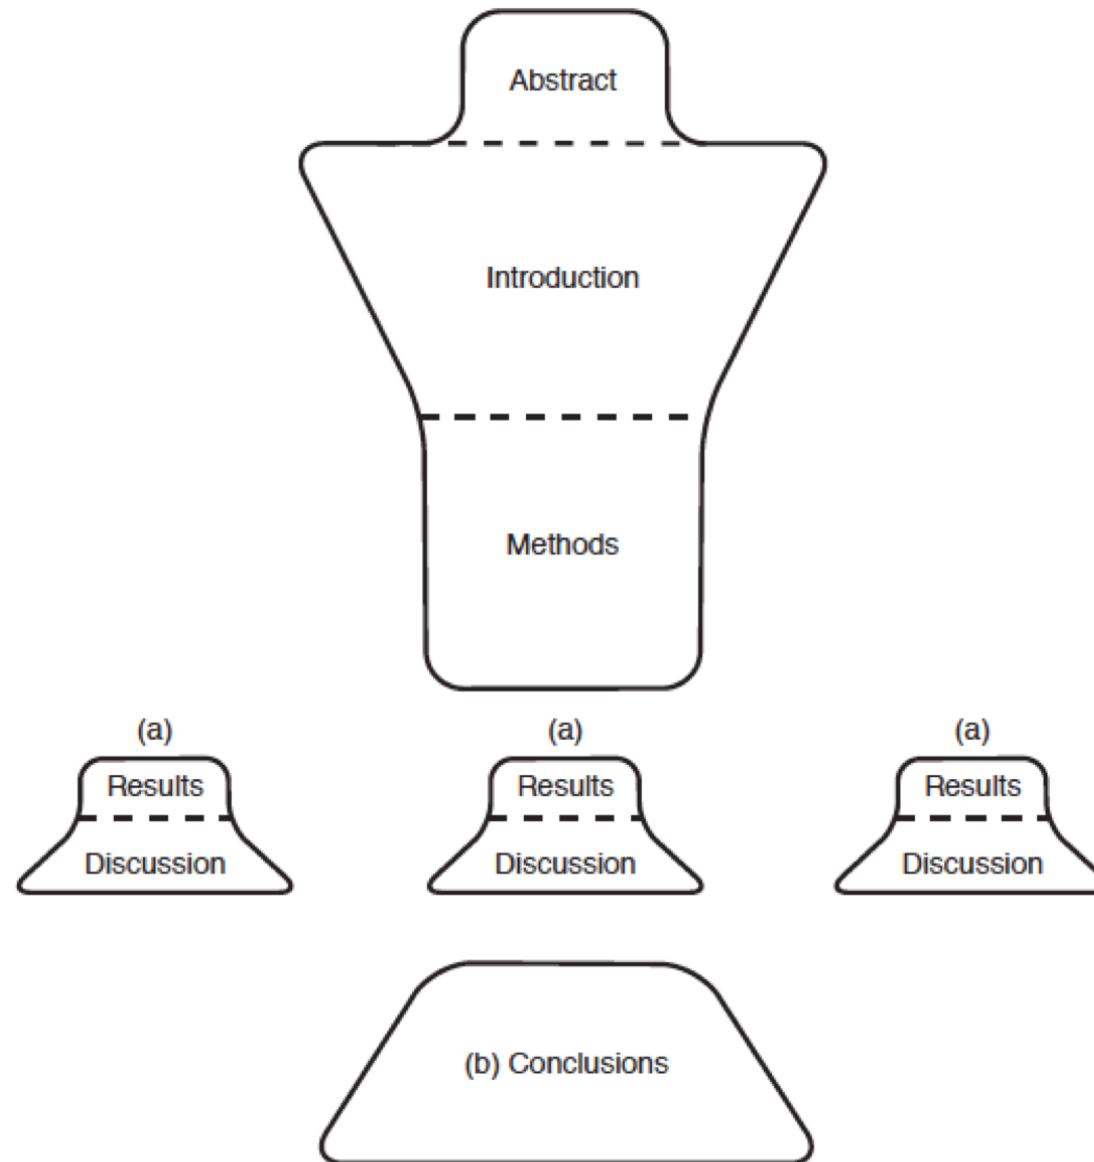 Abstract
Introduction
Methods
(a) (a) (a)
Results Results Results
Discussion Discussion Discussion
(b) Conclusions